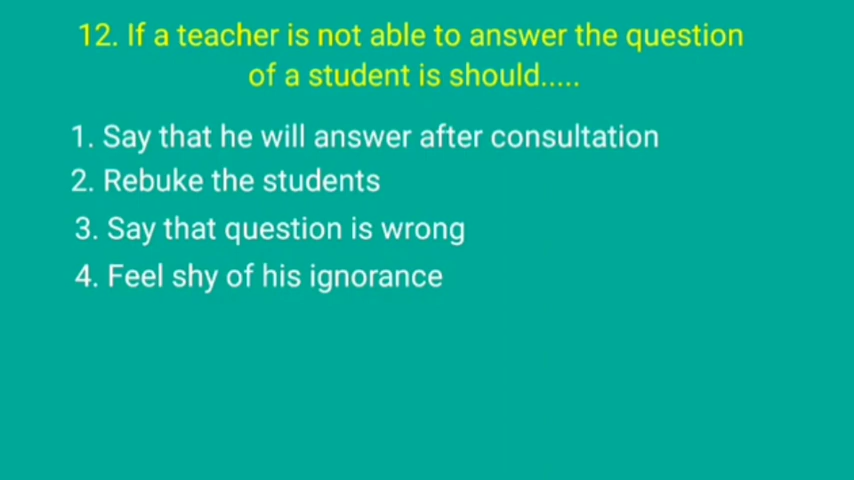 12. If a teacher is not able to answer the question
of a student is should.....
1. Say that he will answer after consultation
2. Rebuke the students
3. Say that question is wrong
4. Feel shy of his ignorance